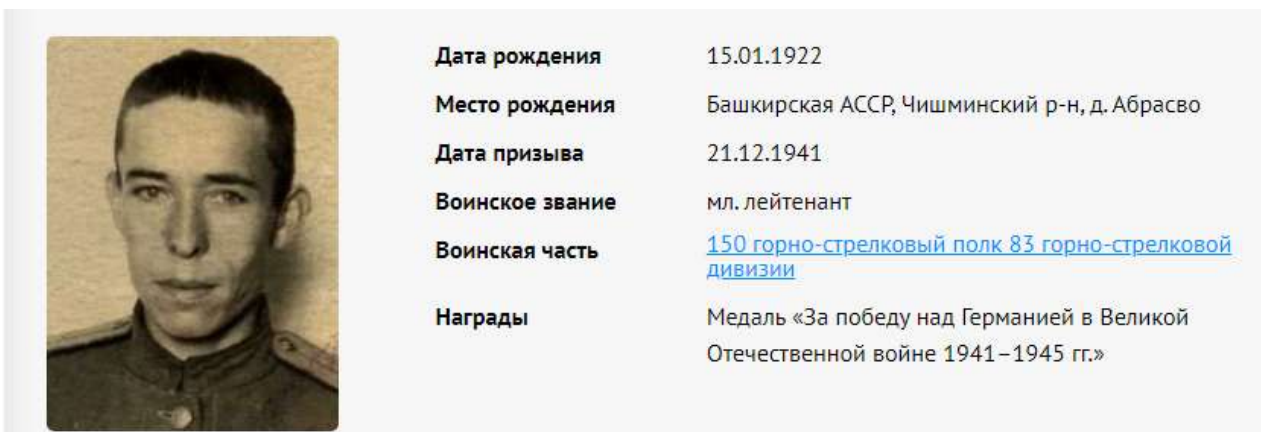 Дата рождения 15.01.1922
Место рождения Башкирская АССР, Чишминский р-н, д. Абрасво
Дата призыва 21.12.1941
Воинское звание мл. лейтенант
Воинская часть 150 горно-стрелковый полк 83 горно-стрелковой
дивизии
Награды Медаль «За победу над Германией в Великой
Отечественной войне 1941–1945 гг.»